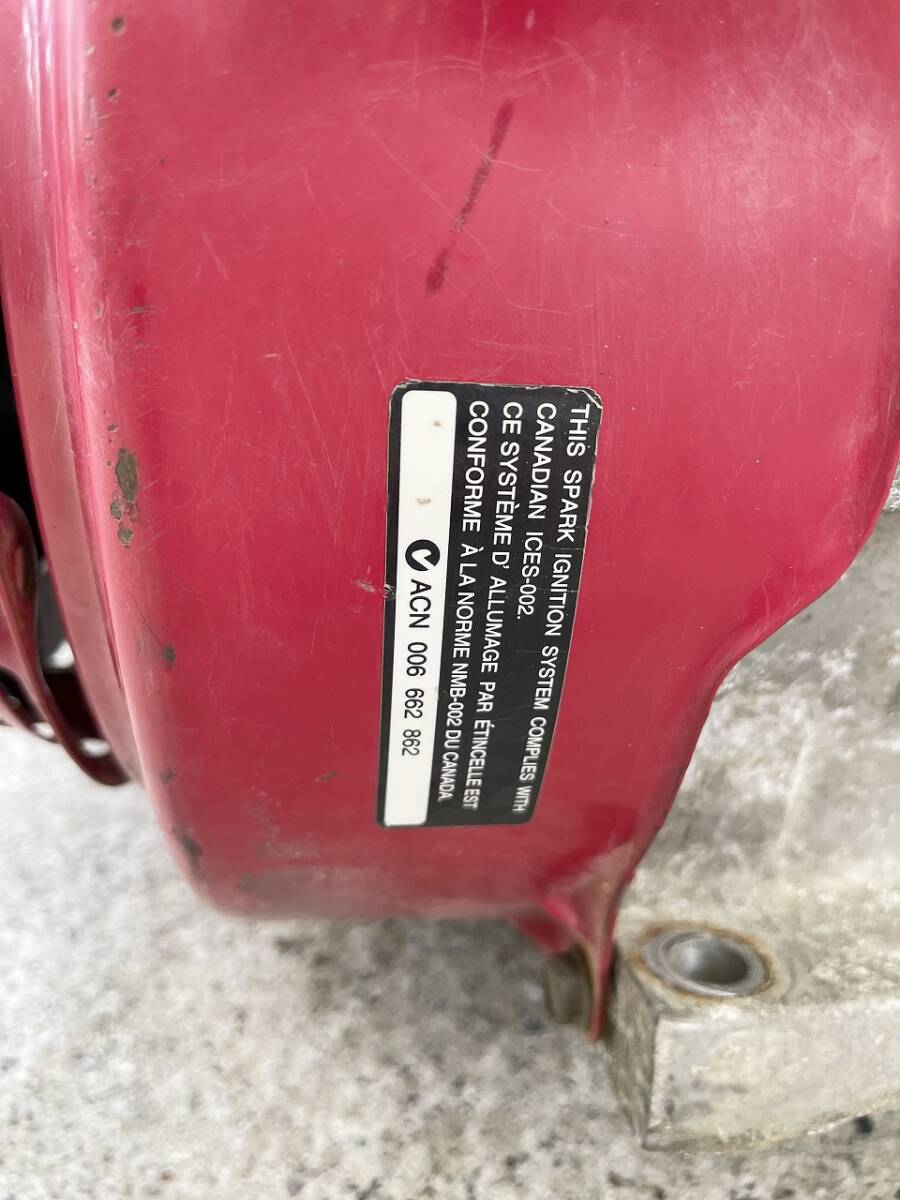 THIS SPARK IGNITION SYSTEM COMPLIES WITH
CANADIAN ICES-002.
CE SYSTÈME D' ALLUMAGE PAR ÉTINCELLE EST
CONFORME À LA NORME NMB-002 DU CANADA.
ACN 006 662 862